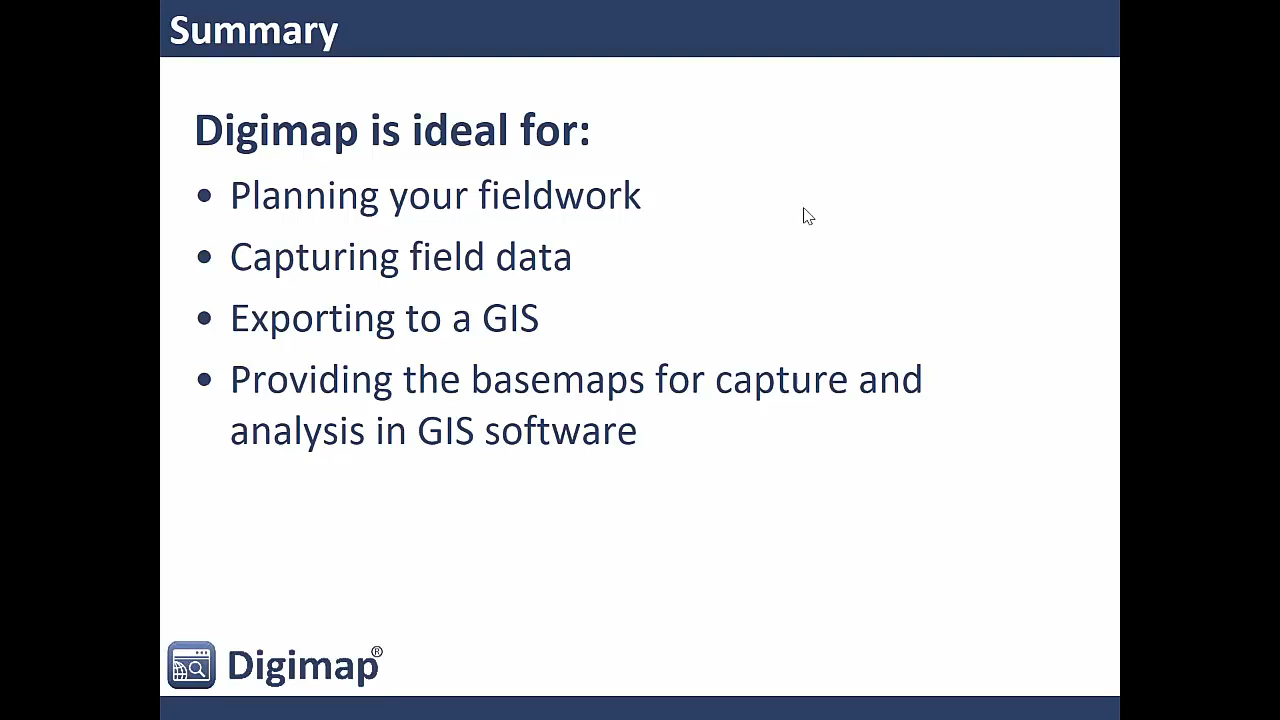 Summary
Digimap is ideal for:
• Planning your fieldwork
• Capturing field data
• Exporting to a GIS
• Providing the basemaps for capture and
analysis in GIS software
Digimap®